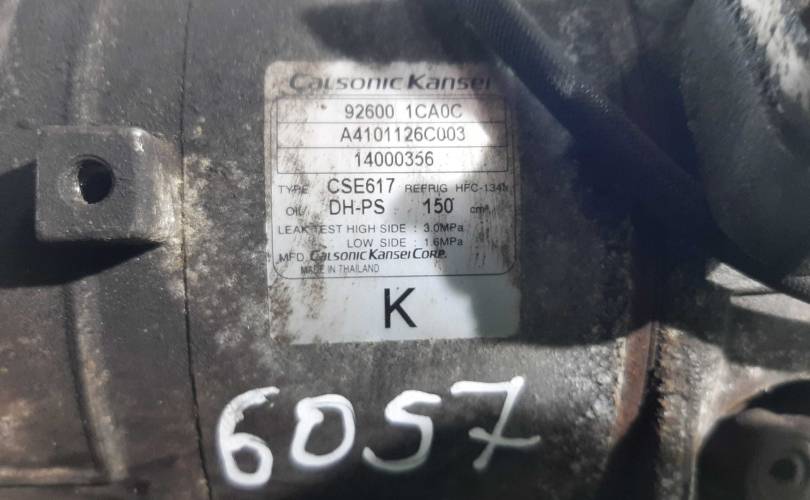 CALSONIC KANSEI
92600 1CA0C
A4101126C003
14000356
TYPE CSE617 REFRIG HFC-134a
OIL DH-PS 150 cm³
LEAK TEST HIGH SIDE : 3.0MPa
LOW SIDE : 1.6MPa
MFD CALSONIC KANSEI CORP.
MADE IN THAILAND
K
6057